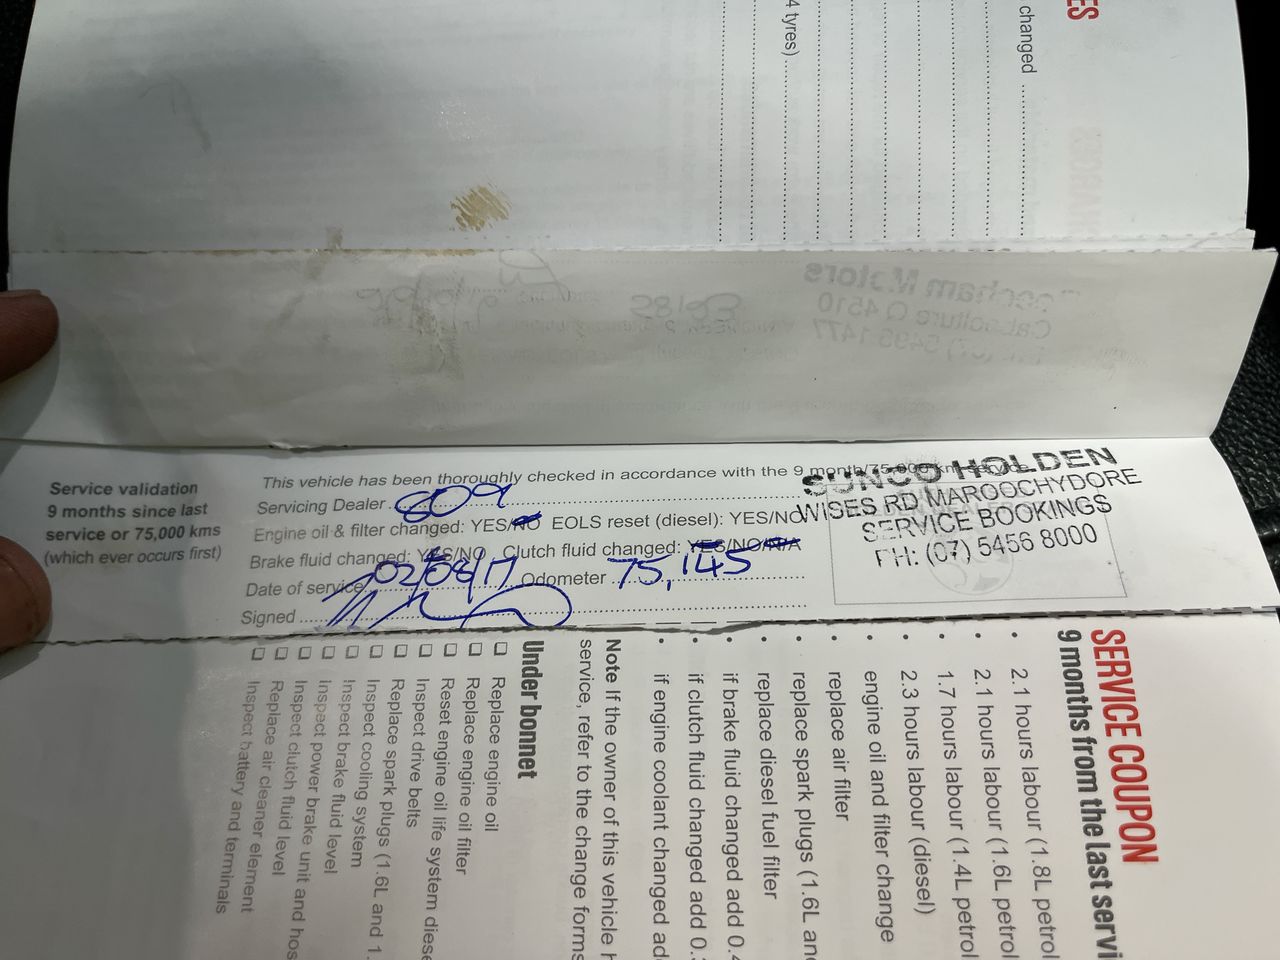 ES
changed
4 tyres)
Service validation
9 months since last
service or 75,000 kms
(which ever occurs first)
This vehicle has been thoroughly checked in accordance with the 9 month/75,000 km service
Servicing Dealer
Engine oil & filter changed: YES/NO EOLS reset (diesel): YES/NO
Brake fluid changed: YES/NO Clutch fluid changed: YES/NO/N/A
Date of service 02/08/17 Odometer 75,145
Signed
SUNCO HOLDEN
WISES RD MAROOCHYDORE
SERVICE BOOKINGS
PH: (07) 5456 8000
SERVICE COUPON
9 months from the last servi
• 2.1 hours labour (1.8L petrol
• 2.1 hours labour (1.6L petrol
• 1.7 hours labour (1.4L petrol
• 2.3 hours labour (diesel)
• engine oil and filter change
• replace air filter
• replace spark plugs (1.6L an
• replace diesel fuel filter
• if brake fluid changed add 0.4
• if clutch fluid changed add 0.
• if engine coolant changed ad
Note If the owner of this vehicle h
service, refer to the change forms
Under bonnet
Replace engine oil
Replace engine oil filter
Reset engine oil life system diese
Inspect drive belts
Replace spark plugs (1.6L and 1.
Inspect cooling system
Inspect brake fluid level
Inspect power brake unit and hos
Inspect clutch fluid level
Replace air cleaner element
Inspect battery and terminals